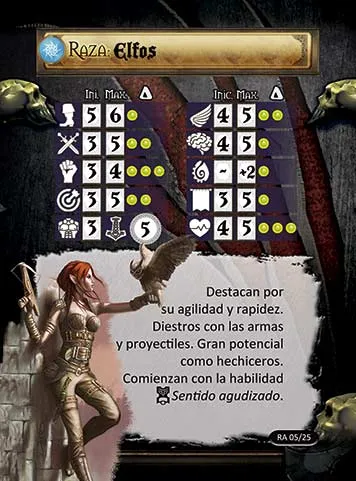 RAZA: Elfos
Ini. Max. Inic. Max.
5 6 4 5
3 5 4 5
3 4 - +2
3 5 3 5
3 5 4 5
Destacan por
su agilidad y rapidez.
Diestros con las armas
y proyectiles. Gran potencial
como hechiceros.
Comienzan con la habilidad
Sentido agudizado.
RA 05/25